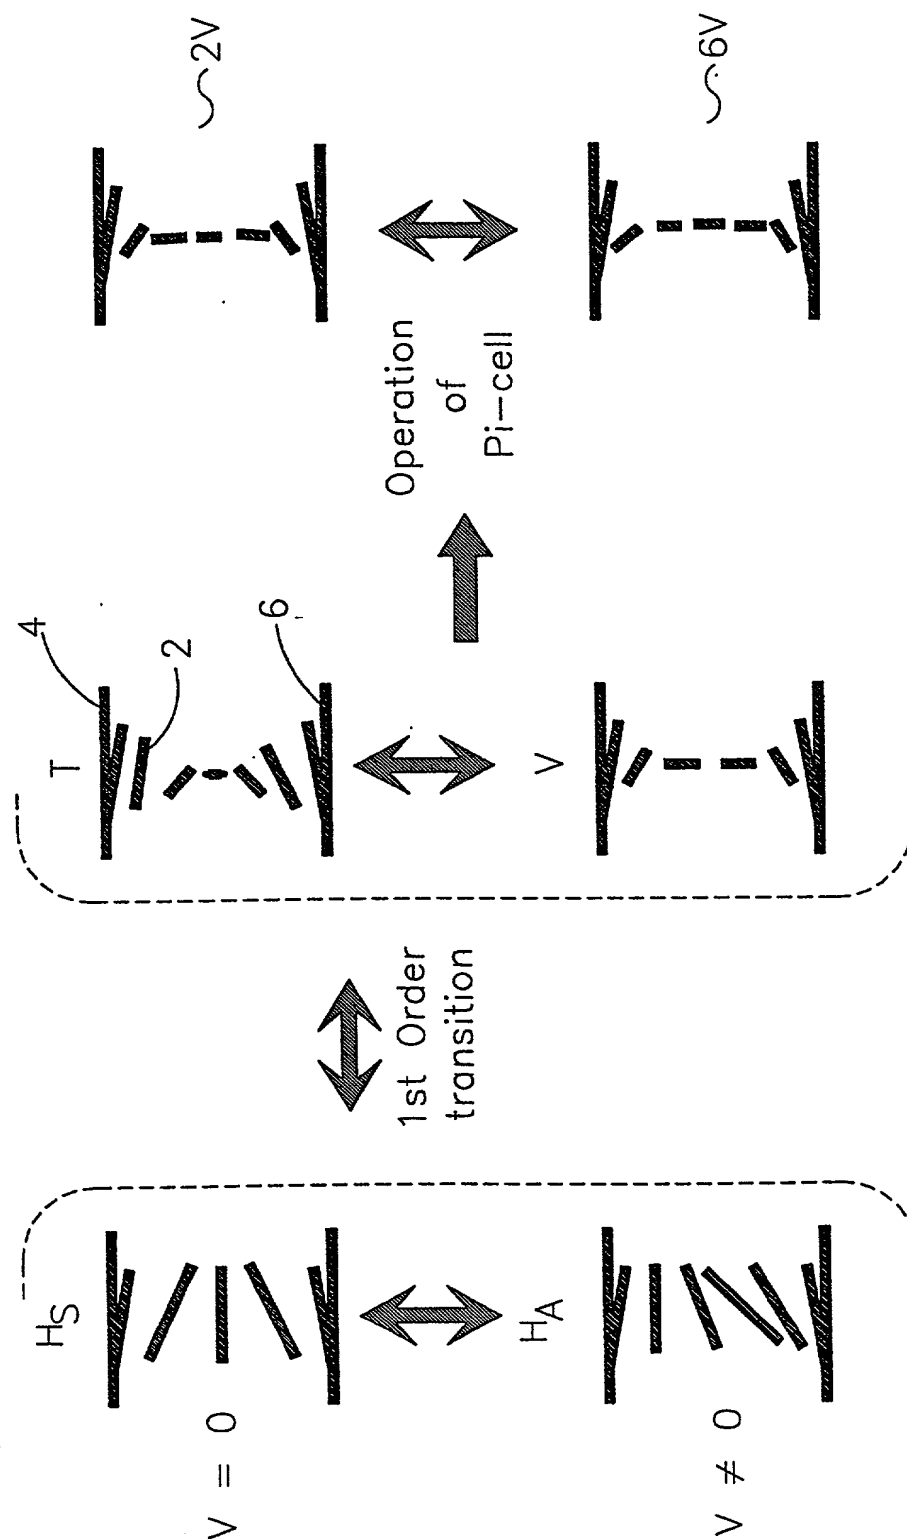 H_S
T
4
2
6
~2V
V = 0
1st Order
transition
Operation
of
Pi-cell
H_A
V
~6V
V ≠ 0